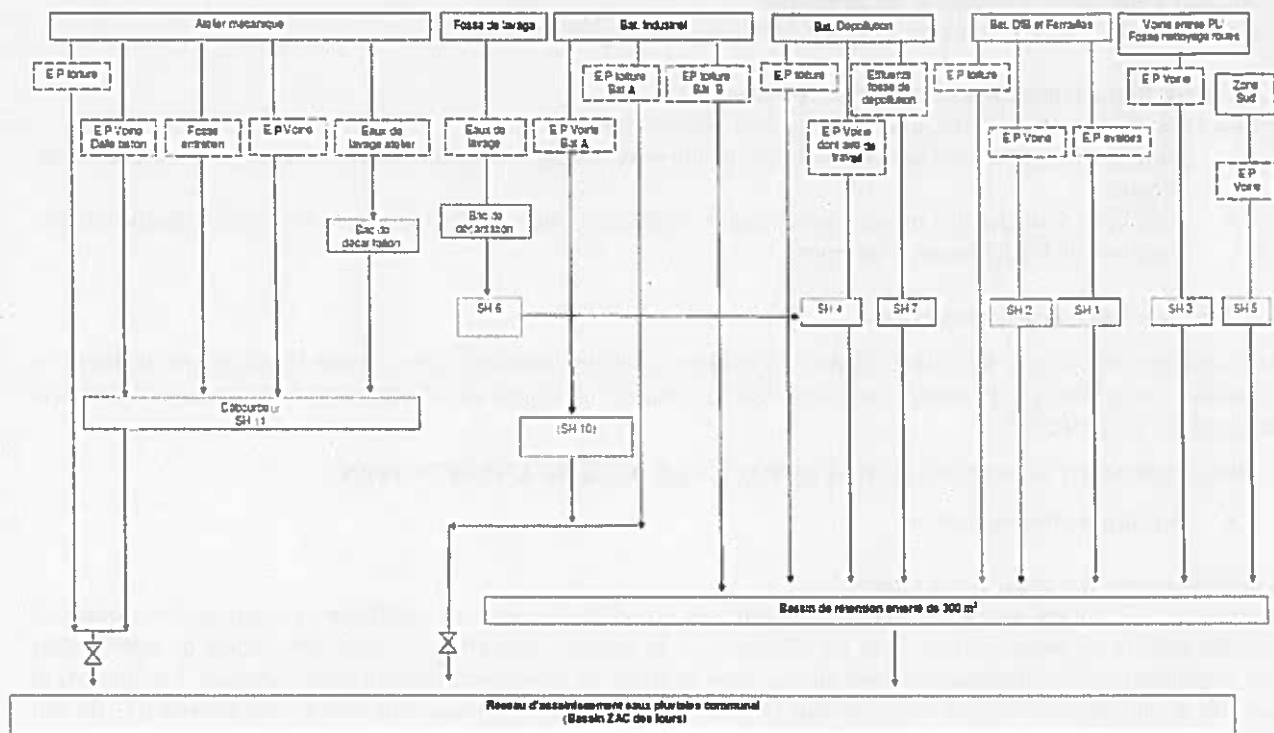 Atelier mécanique
Fosse de lavage
Bat. Industriel
Bat. Dépollution
Bat. DIB et Ferrailles
Voirie entrée PL/
Fosse nettoyage roues
E.P toiture
E.P toiture
Bat A
E.P toiture
Bat B
E.P toiture
Effluents
fosse de
dépollution
E.P toiture
E.P Voirie
Zone
Sud
E.P Voirie
Dalle béton
Fosse
entretien
E.P Voirie
Eaux de
lavage atelier
Eaux de
lavage
E.P Voirie
Bat A
E.P Voirie
dont aire de
travail
E.P Voirie
E.P avaloirs
E.P
Voirie
Bac de
décantation
Bac de
décantation
SH 6
SH 4
SH 7
SH 2
SH 1
SH 3
SH 5
Débourbeur
SH 11
(SH 10)
Bassin de rétention enterré de 300 m³
Réseau d'assainissement eaux pluviales communal
(Bassin ZAC des Iours)